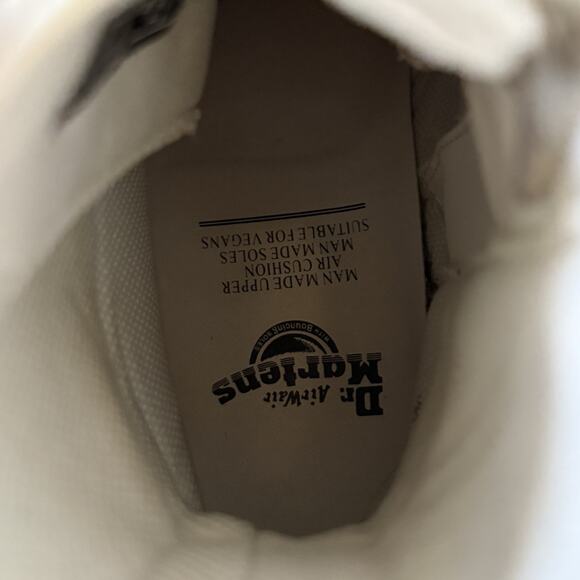 Dr. AirWair
Martens
WITH BOUNCING SOLES
MAN MADE UPPER
AIR CUSHION
MAN MADE SOLES
SUITABLE FOR VEGANS